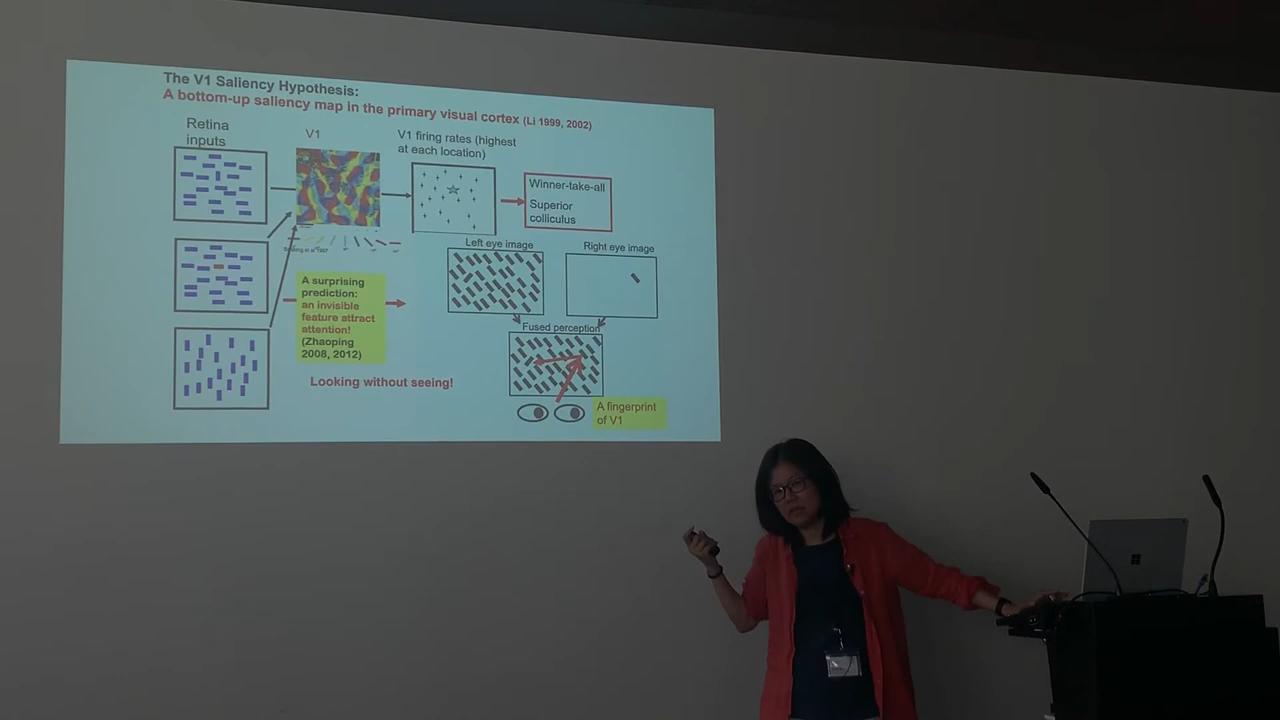 The V1 Saliency Hypothesis:
A bottom-up saliency map in the primary visual cortex (Li 1999, 2002)
Retina
inputs
V1
V1 firing rates (highest
at each location)
Winner-take-all
Superior
colliculus
Left eye image
Right eye image
A surprising
prediction:
an invisible
feature attract
attention!
(Zhaoping
2008, 2012)
Fused perception
Looking without seeing!
A fingerprint
of V1